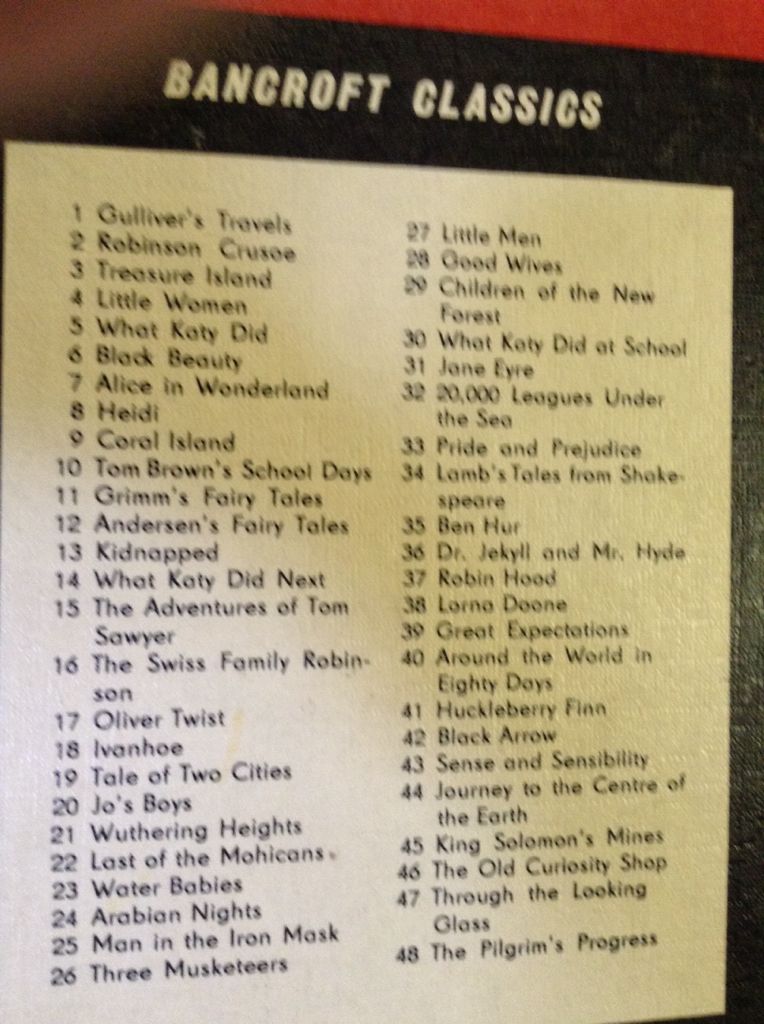 BANCROFT CLASSICS
1 Gulliver's Travels
2 Robinson Crusoe
3 Treasure Island
4 Little Women
5 What Katy Did
6 Black Beauty
7 Alice in Wonderland
8 Heidi
9 Coral Island
10 Tom Brown's School Days
11 Grimm's Fairy Tales
12 Andersen's Fairy Tales
13 Kidnapped
14 What Katy Did Next
15 The Adventures of Tom
Sawyer
16 The Swiss Family Robin-
son
17 Oliver Twist
18 Ivanhoe
19 Tale of Two Cities
20 Jo's Boys
21 Wuthering Heights
22 Last of the Mohicans
23 Water Babies
24 Arabian Nights
25 Man in the Iron Mask
26 Three Musketeers
27 Little Men
28 Good Wives
29 Children of the New
Forest
30 What Katy Did at School
31 Jane Eyre
32 20,000 Leagues Under
the Sea
33 Pride and Prejudice
34 Lamb's Tales from Shake-
speare
35 Ben Hur
36 Dr. Jekyll and Mr. Hyde
37 Robin Hood
38 Lorna Doone
39 Great Expectations
40 Around the World in
Eighty Days
41 Huckleberry Finn
42 Black Arrow
43 Sense and Sensibility
44 Journey to the Centre of
the Earth
45 King Solomon's Mines
46 The Old Curiosity Shop
47 Through the Looking
Glass
48 The Pilgrim's Progress